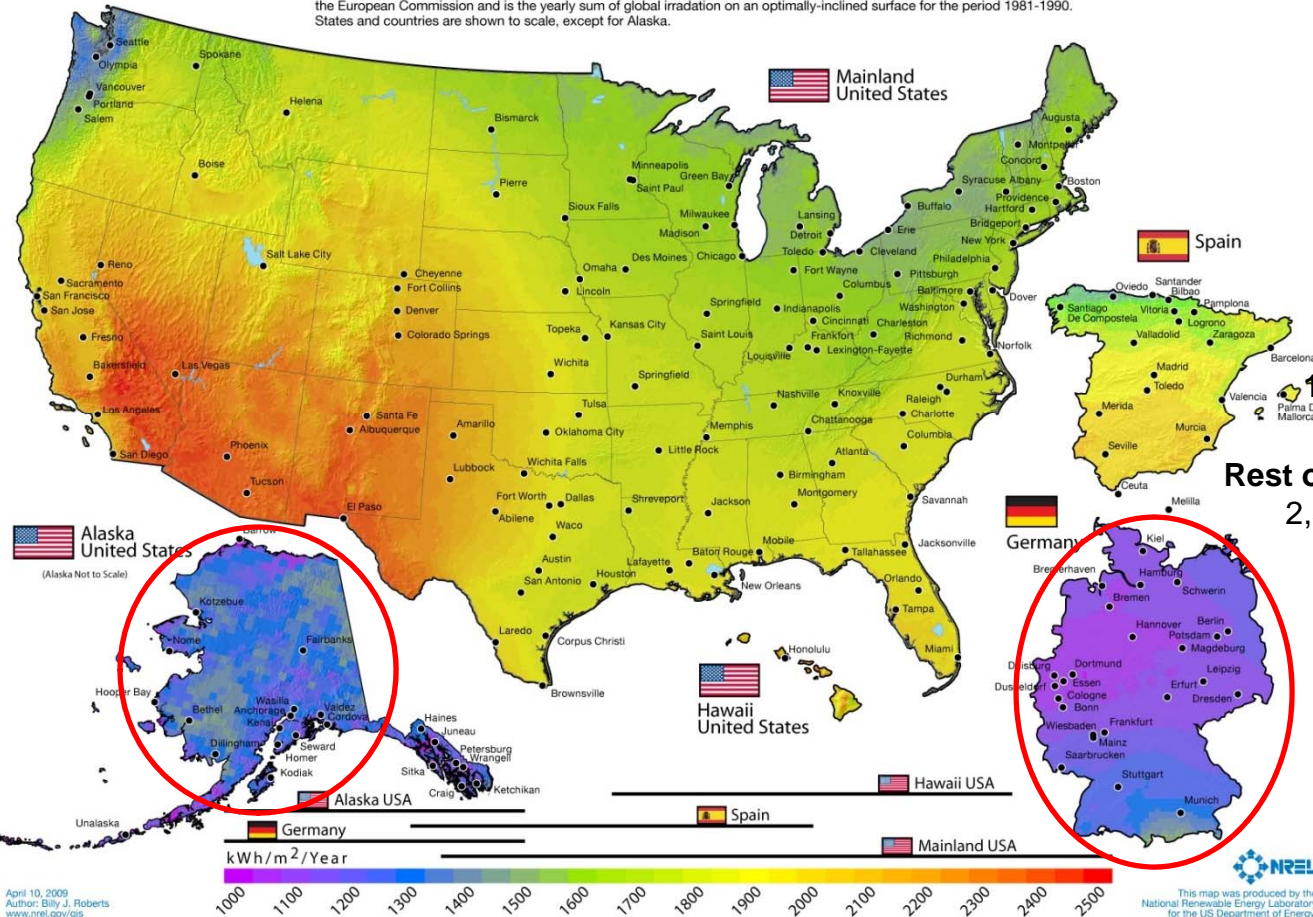 the European Commission and is the yearly sum of global irradation on an optimally-inclined surface for the period 1981-1990.
States and countries are shown to scale, except for Alaska.
Mainland
United States
Seattle
Olympia
Spokane
Vancouver
Portland
Salem
Helena
Bismarck
Boise
Pierre
Minneapolis
Saint Paul
Green Bay
Sioux Falls
Milwaukee
Madison
Lansing
Detroit
Augusta
Montpelier
Concord
Syracuse
Albany
Boston
Providence
Hartford
Bridgeport
Buffalo
Erie
New York
Reno
Sacramento
San Francisco
San Jose
Salt Lake City
Cheyenne
Fort Collins
Denver
Colorado Springs
Omaha
Lincoln
Des Moines
Chicago
Toledo
Cleveland
Fort Wayne
Pittsburgh
Philadelphia
Columbus
Baltimore
Dover
Washington
Fresno
Bakersfield
Las Vegas
Topeka
Kansas City
Springfield
Saint Louis
Indianapolis
Cincinnati
Charleston
Frankfort
Louisville
Lexington-Fayette
Richmond
Norfolk
Wichita
Springfield
Los Angeles
San Diego
Phoenix
Tucson
Santa Fe
Albuquerque
Amarillo
Tulsa
Oklahoma City
Nashville
Knoxville
Durham
Raleigh
Charlotte
Memphis
Chattanooga
Columbia
Little Rock
Atlanta
Lubbock
Wichita Falls
Birmingham
El Paso
Fort Worth
Dallas
Abilene
Shreveport
Jackson
Montgomery
Savannah
Waco
Austin
San Antonio
Houston
Lafayette
Baton Rouge
Mobile
Tallahassee
Jacksonville
New Orleans
Orlando
Tampa
Miami
Laredo
Corpus Christi
Brownsville
Spain
Santander
Oviedo
Bilbao
Santiago
De Compostela
Vitoria
Pamplona
Logrono
Valladolid
Zaragoza
Barcelona
Madrid
Toledo
Merida
Valencia
Palma D
Mallorca
1
Seville
Murcia
Ceuta
Melilla
Rest o
2,
Alaska
United States
(Alaska Not to Scale)
Barrow
Kotzebue
Nome
Fairbanks
Hooper Bay
Bethel
Wasilla
Anchorage
Kenai
Valdez
Cordova
Dillingham
Seward
Homer
Kodiak
Unalaska
Haines
Juneau
Petersburg
Wrangell
Sitka
Craig
Ketchikan
Honolulu
Hawaii
United States
Germany
Kiel
Bremerhaven
Hamburg
Schwerin
Bremen
Hannover
Berlin
Potsdam
Magdeburg
Duisburg
Dortmund
Essen
Dusseldorf
Cologne
Bonn
Leipzig
Erfurt
Dresden
Wiesbaden
Frankfurt
Mainz
Saarbrucken
Stuttgart
Munich
Alaska USA
Hawaii USA
Germany
Spain
Mainland USA
kWh/m2/Year
1000 1100 1200 1300 1400 1500 1600 1700 1800 1900 2000 2100 2200 2300 2400 2500
April 10, 2009
Author: Billy J. Roberts
www.nrel.gov/gis
NREL
This map was produced by the
National Renewable Energy Laborator
for the US Department of Energy